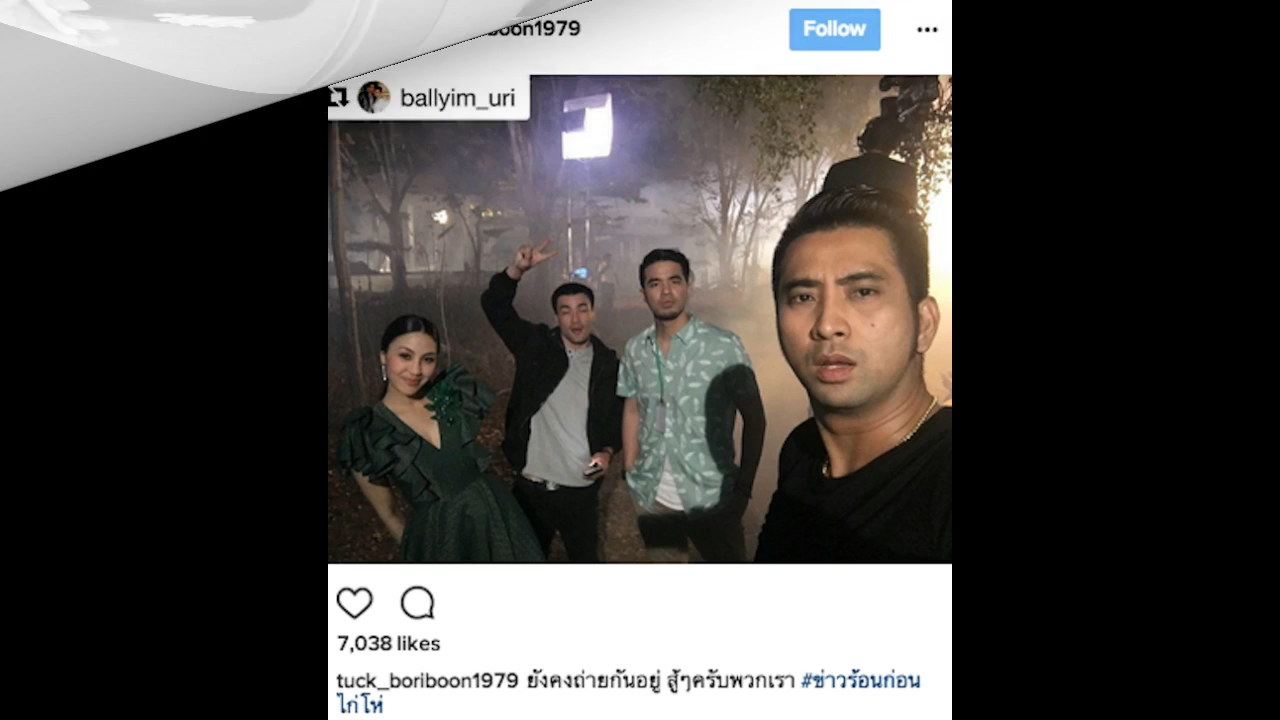 boon1979
Follow
ballyim_uri
7,038 likes
tuck_boriboon1979 ยังคงถ่ายกันอยู่ สู้ๆครับพวกเรา #ข่าวร้อนก่อน
ไก่โห่